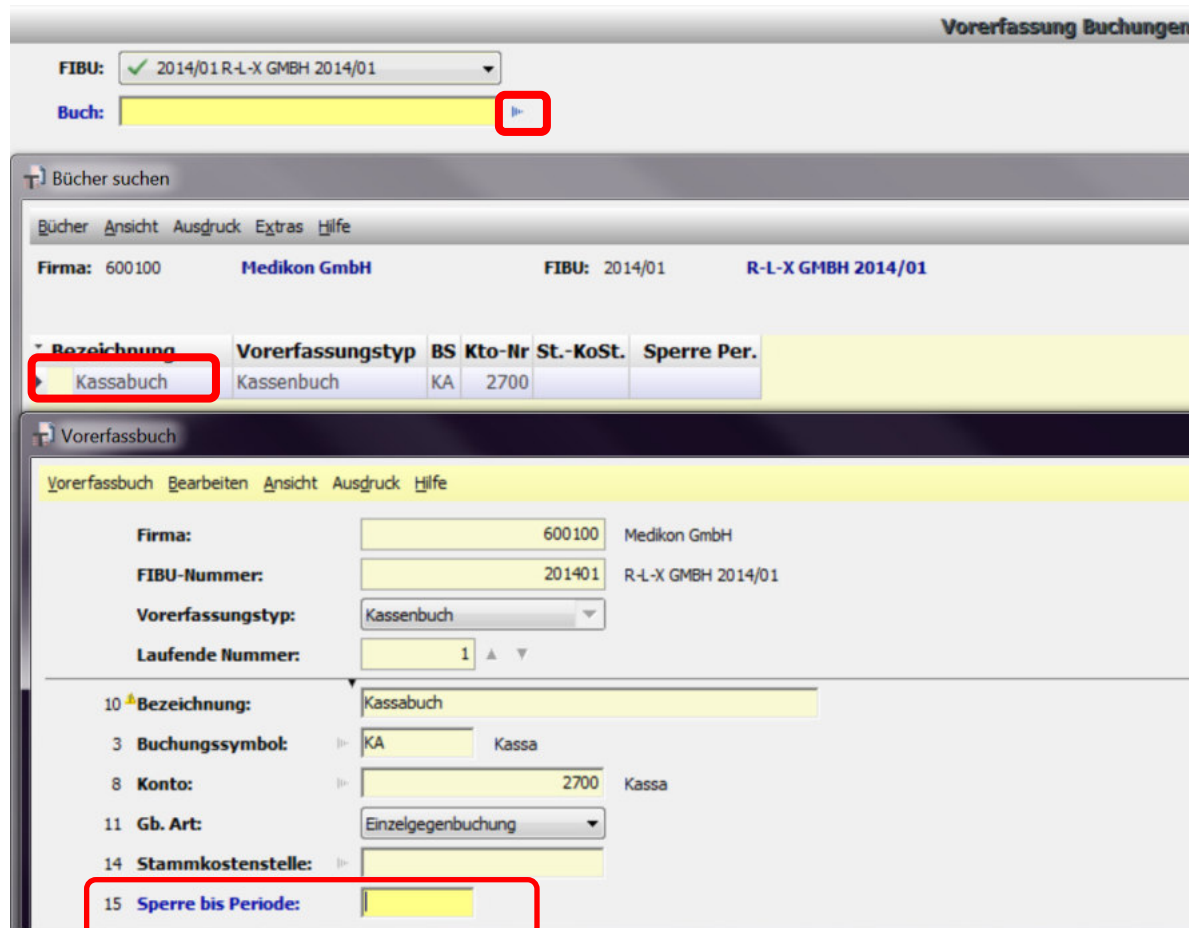 Vorerfassung Buchungen
FIBU: 2014/01 R-L-X GMBH 2014/01
Buch:
Bücher suchen
Bücher Ansicht Ausdruck Extras Hilfe
Firma: 600100 Medikon GmbH FIBU: 2014/01 R-L-X GMBH 2014/01
Bezeichnung Vorerfassungstyp BS Kto-Nr St.-KoSt. Sperre Per.
Kassabuch Kassenbuch KA 2700
Vorerfassbuch
Vorerfassbuch Bearbeiten Ansicht Ausdruck Hilfe
Firma: 600100 Medikon GmbH
FIBU-Nummer: 201401 R-L-X GMBH 2014/01
Vorerfassungstyp: Kassenbuch
Laufende Nummer: 1
10 Bezeichnung: Kassabuch
3 Buchungssymbol: KA Kassa
8 Konto: 2700 Kassa
11 Gb. Art: Einzelgegenbuchung
14 Stammkostenstelle:
15 Sperre bis Periode: